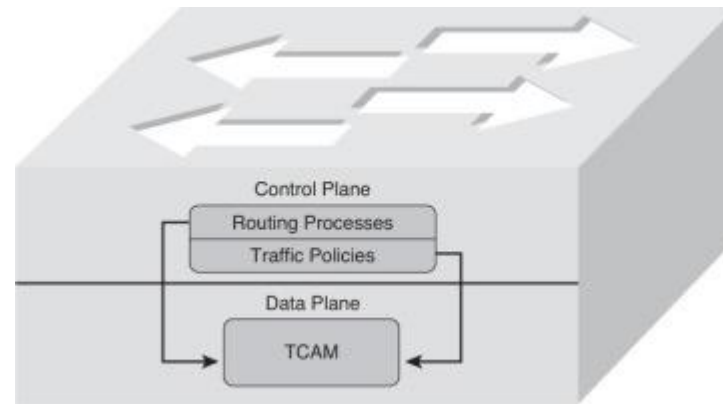 Control Plane
Routing Processes
Traffic Policies
Data Plane
TCAM